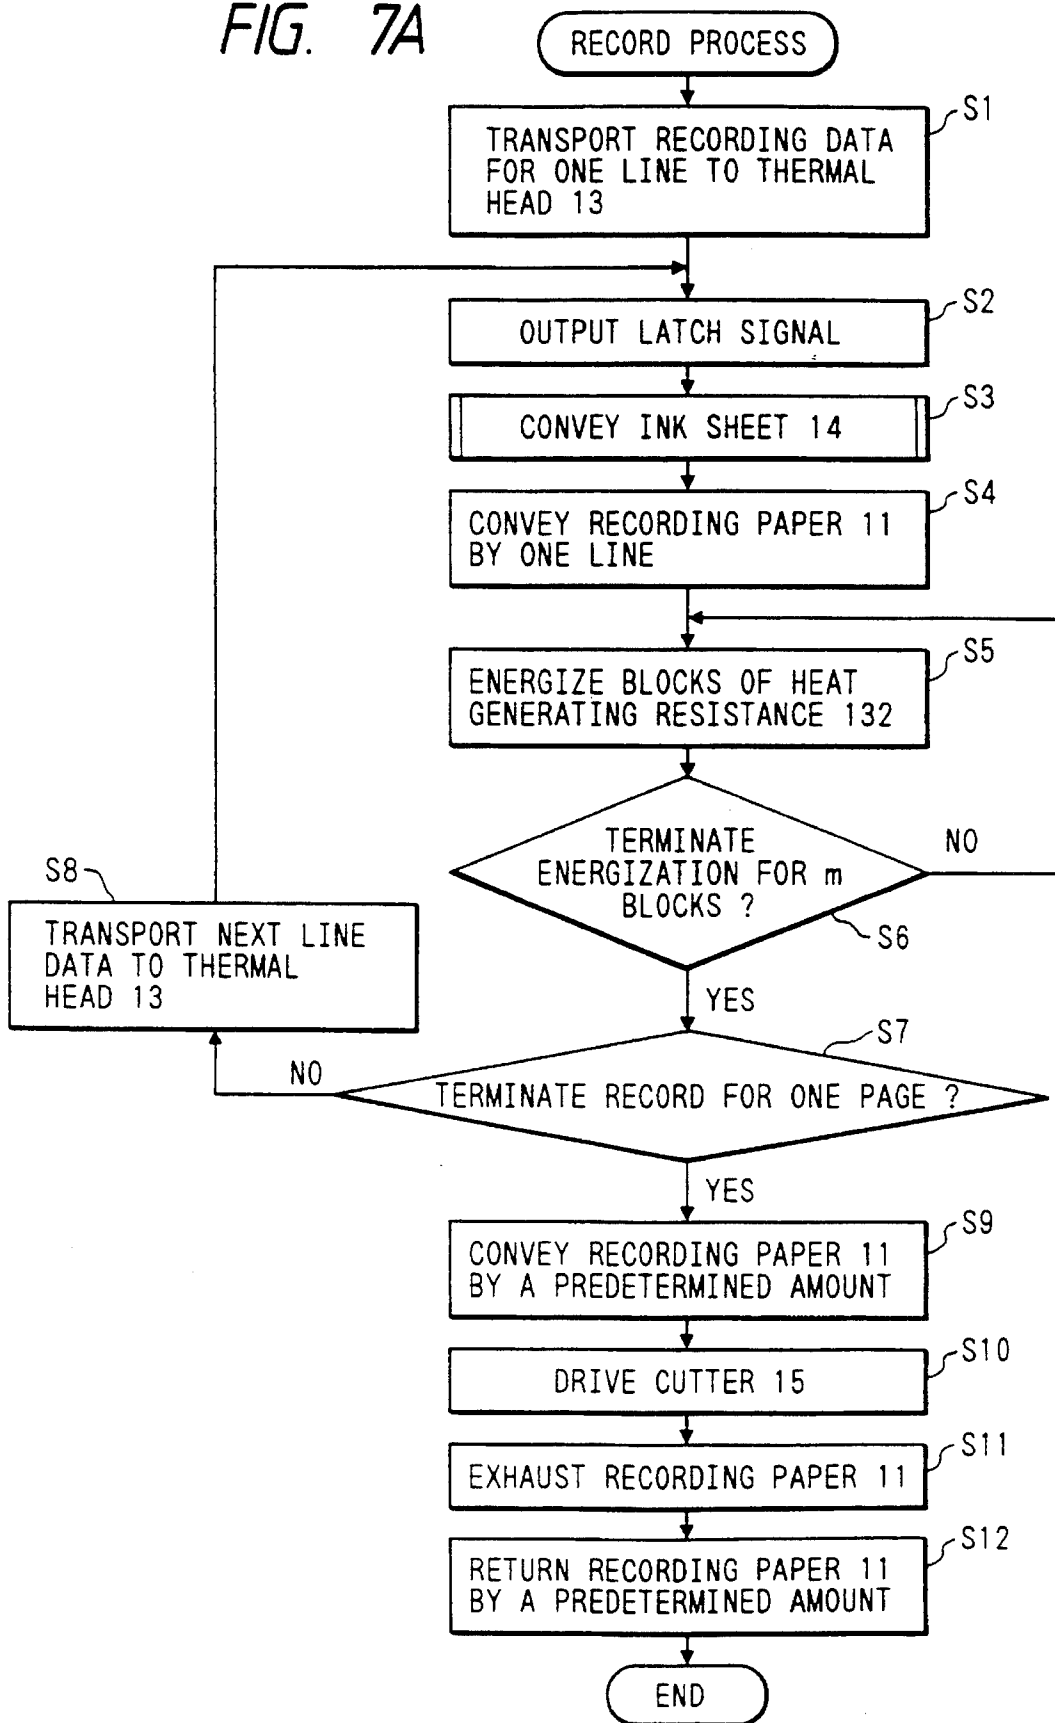 FIG. 7A
RECORD PROCESS
S1
TRANSPORT RECORDING DATA
FOR ONE LINE TO THERMAL
HEAD 13
S2
OUTPUT LATCH SIGNAL
S3
CONVEY INK SHEET 14
S4
CONVEY RECORDING PAPER 11
BY ONE LINE
S5
ENERGIZE BLOCKS OF HEAT
GENERATING RESISTANCE 132
TERMINATE
ENERGIZATION FOR m
BLOCKS ?
NO
S6
YES
S8
TRANSPORT NEXT LINE
DATA TO THERMAL
HEAD 13
S7
NO
TERMINATE RECORD FOR ONE PAGE ?
YES
S9
CONVEY RECORDING PAPER 11
BY A PREDETERMINED AMOUNT
S10
DRIVE CUTTER 15
S11
EXHAUST RECORDING PAPER 11
S12
RETURN RECORDING PAPER 11
BY A PREDETERMINED AMOUNT
END